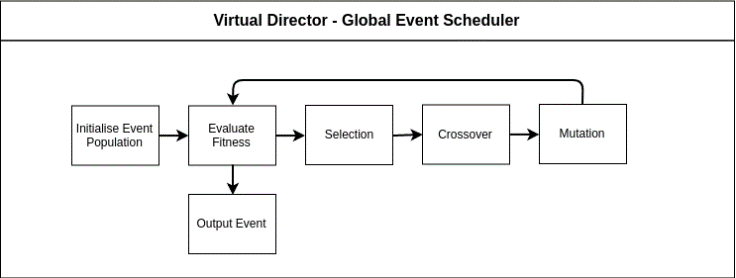 Virtual Director - Global Event Scheduler
Initialise Event
Population
Evaluate
Fitness
Selection
Crossover
Mutation
Output Event